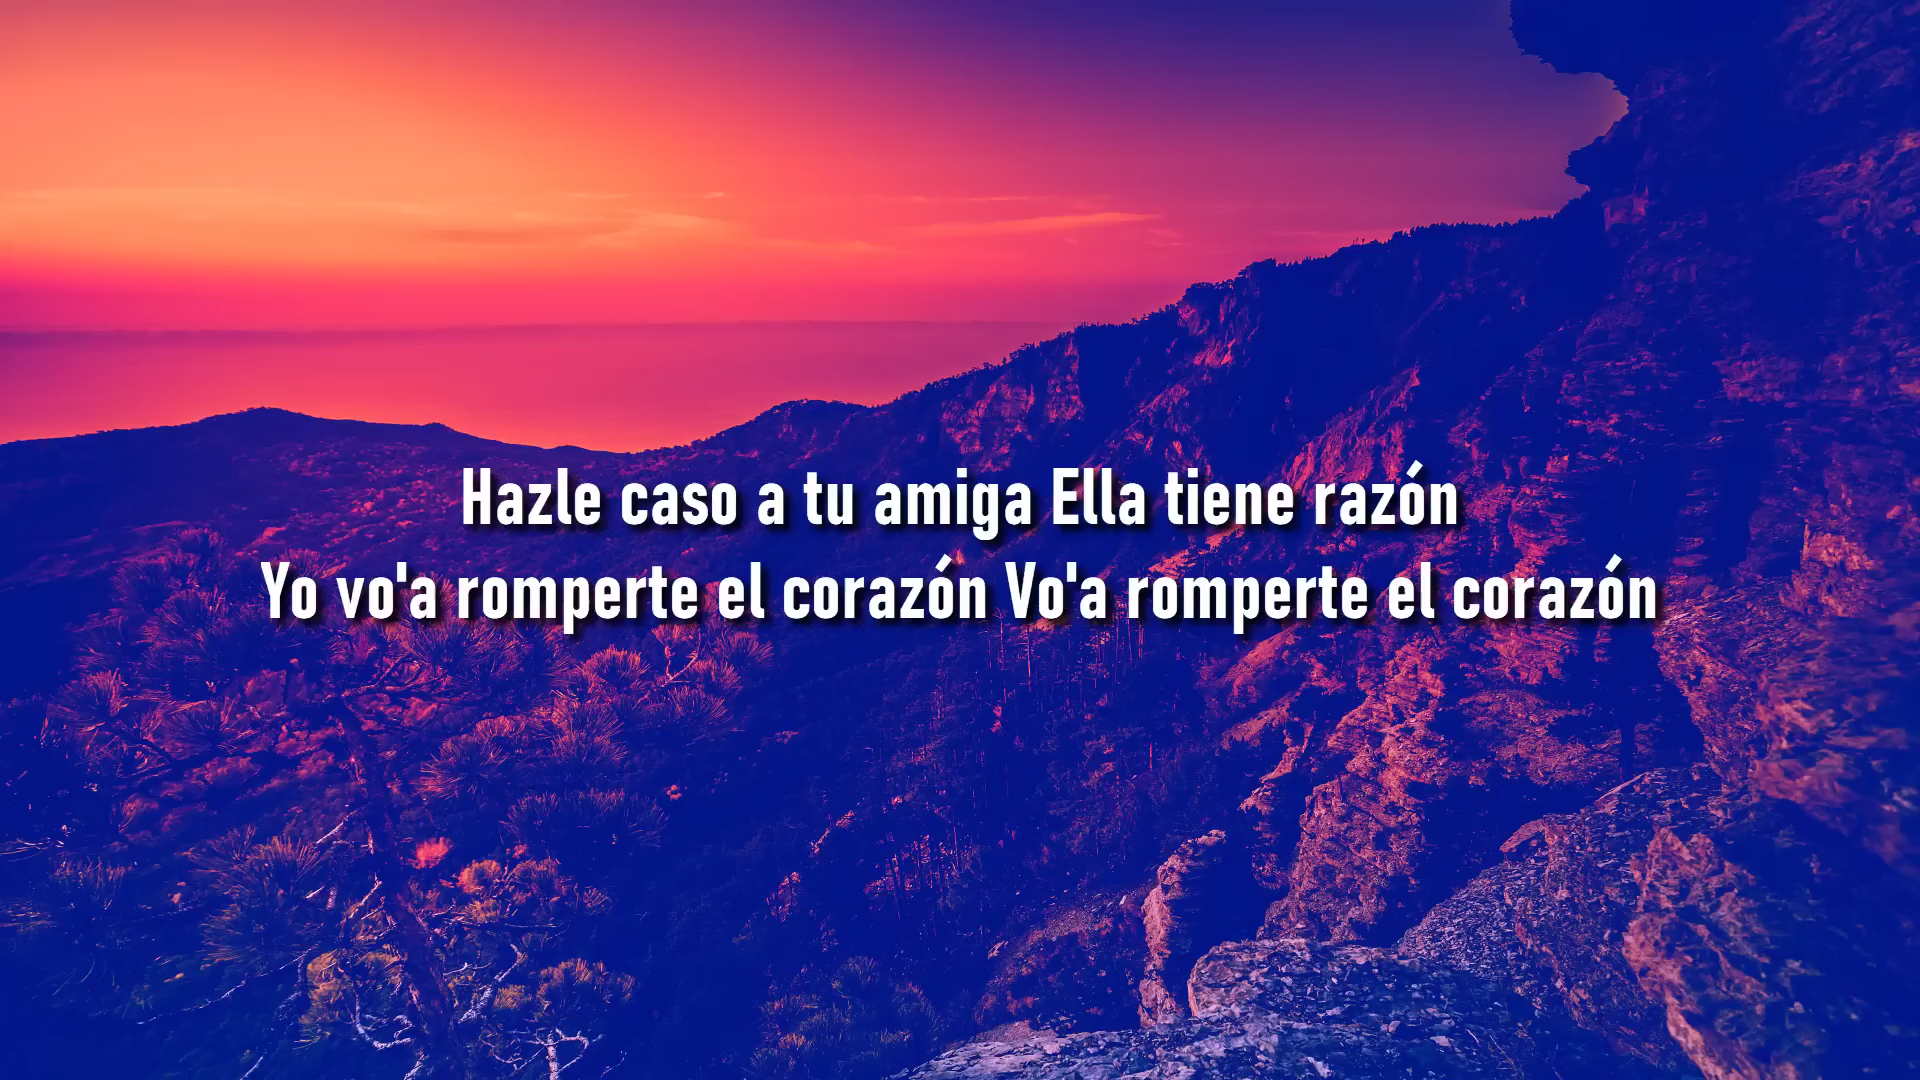 Hazle caso a tu amiga Ella tiene razón
Yo vo'a romperte el corazón Vo'a romperte el corazón